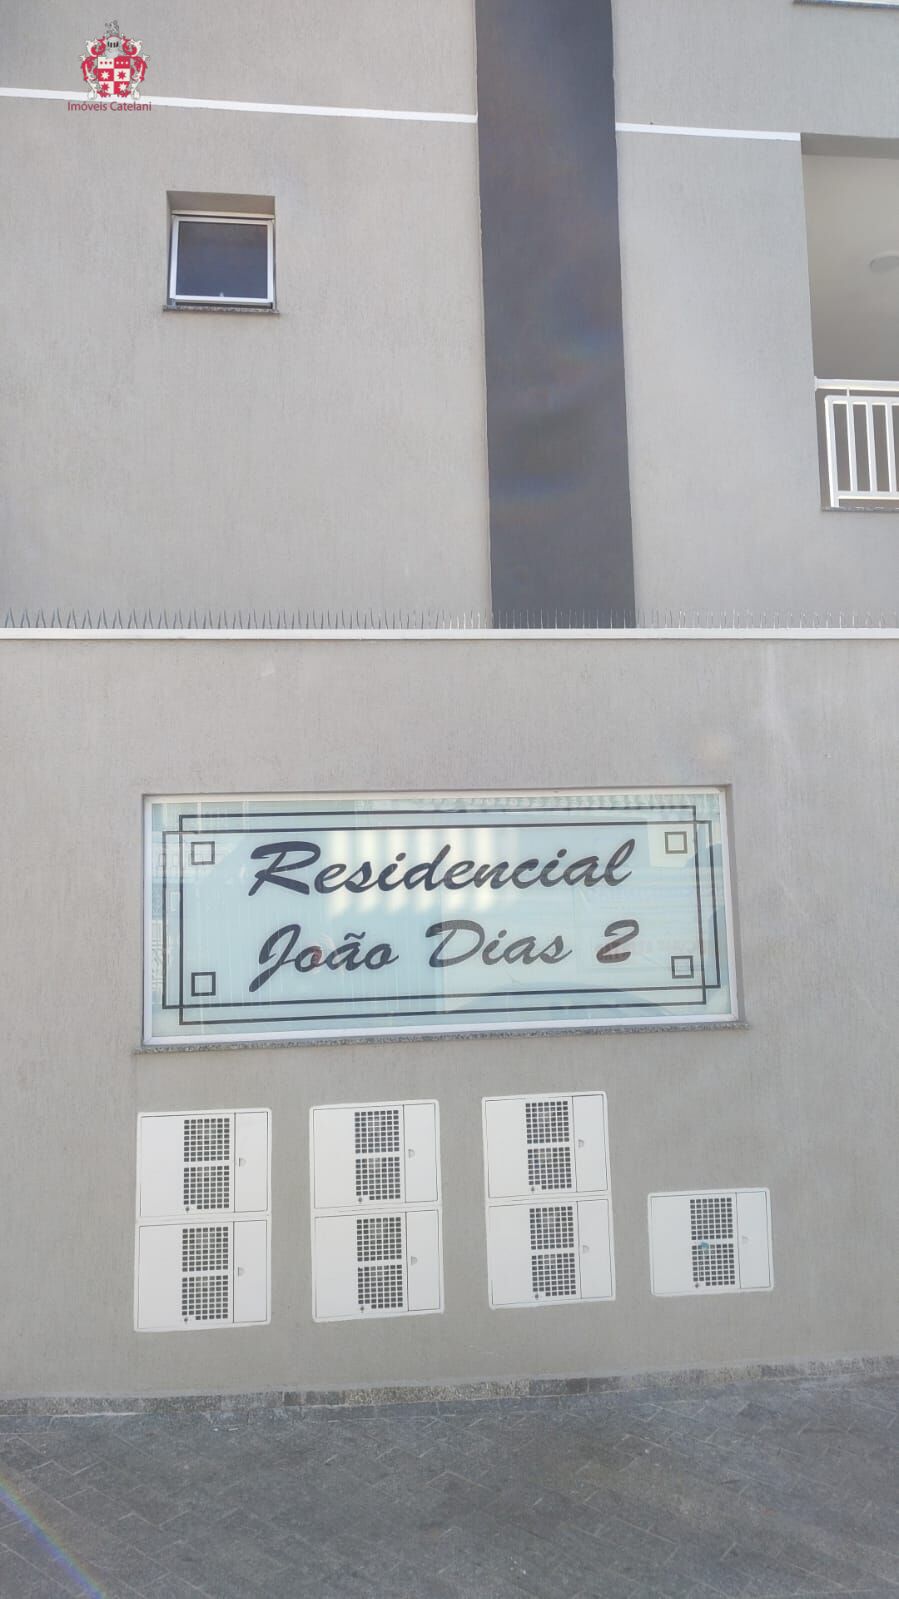 Imóveis Catelani
Residencial
João Dias 2